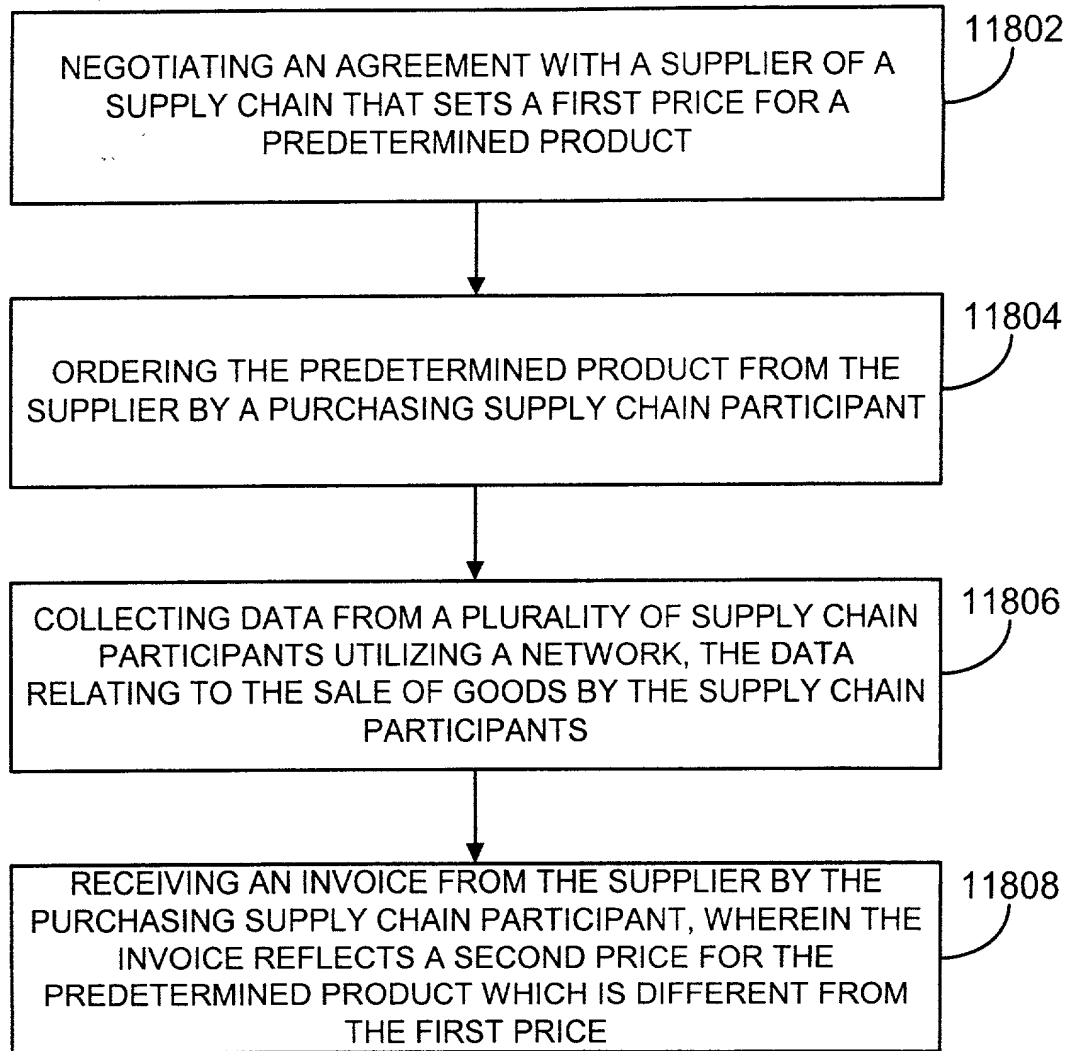 11802
NEGOTIATING AN AGREEMENT WITH A SUPPLIER OF A
SUPPLY CHAIN THAT SETS A FIRST PRICE FOR A
PREDETERMINED PRODUCT
11804
ORDERING THE PREDETERMINED PRODUCT FROM THE
SUPPLIER BY A PURCHASING SUPPLY CHAIN PARTICIPANT
11806
COLLECTING DATA FROM A PLURALITY OF SUPPLY CHAIN
PARTICIPANTS UTILIZING A NETWORK, THE DATA
RELATING TO THE SALE OF GOODS BY THE SUPPLY CHAIN
PARTICIPANTS
11808
RECEIVING AN INVOICE FROM THE SUPPLIER BY THE
PURCHASING SUPPLY CHAIN PARTICIPANT, WHEREIN THE
INVOICE REFLECTS A SECOND PRICE FOR THE
PREDETERMINED PRODUCT WHICH IS DIFFERENT FROM
THE FIRST PRICE